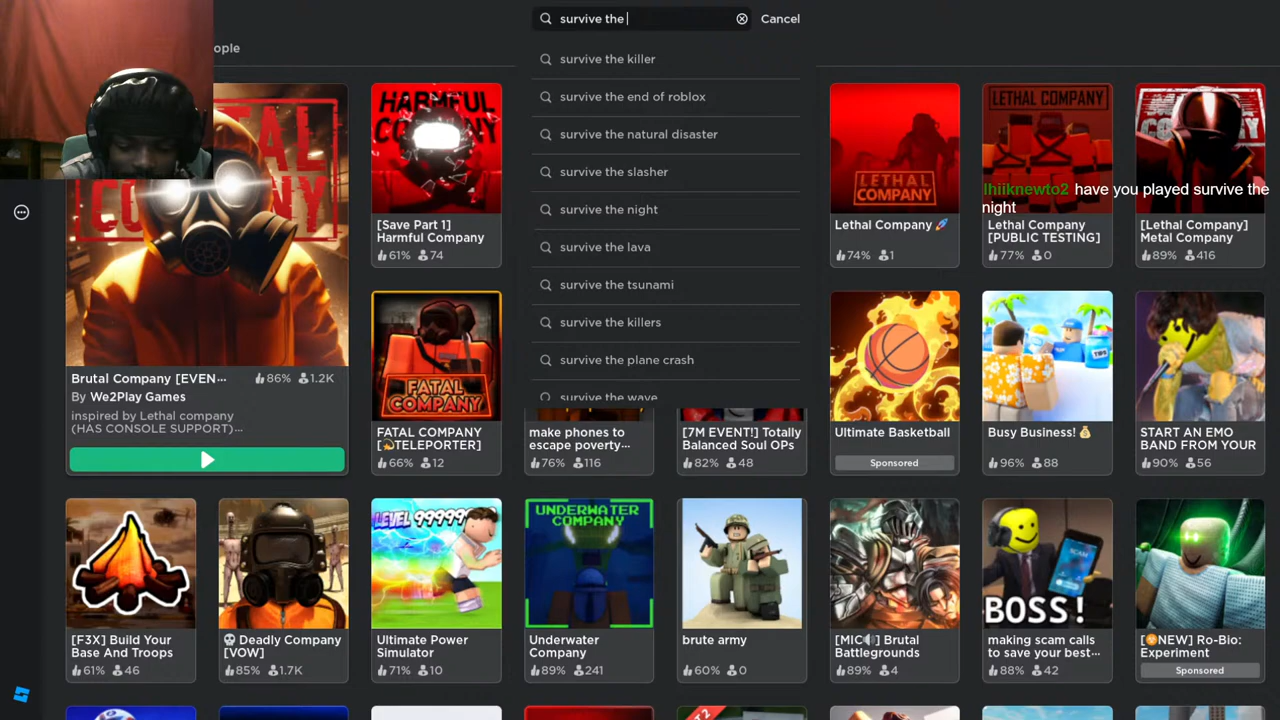 survive the
Cancel
ople
survive the killer
survive the end of roblox
survive the natural disaster
survive the slasher
survive the night
survive the lava
survive the tsunami
survive the killers
survive the plane crash
survive the wave
lhiiknewto2 have you played survive the
night
HARMFUL
COMPANY
[Save Part 1]
Harmful Company
61% 74
LETHAL
COMPANY
Lethal Company 🚀
74% 1
LETHAL COMPANY
Lethal Company
[PUBLIC TESTING]
77% 0
COMPANY
[Lethal Company]
Metal Company
89% 416
Brutal Company [EVEN...
86% 1.2K
By We2Play Games
inspired by Lethal company
(HAS CONSOLE SUPPORT)...
FATAL
COMPANY
FATAL COMPANY
[💫TELEPORTER]
66% 12
make phones to
escape poverty...
76% 116
[7M EVENT!] Totally
Balanced Soul OPs
82% 48
Ultimate Basketball
Sponsored
TIPS
Busy Business! 💰
96% 88
START AN EMO
BAND FROM YOUR
90% 56
[F3X] Build Your
Base And Troops
61% 46
💀 Deadly Company
[VOW]
85% 1.7K
LEVEL 999999
Ultimate Power
Simulator
71% 10
UNDERWATER
COMPANY
Underwater
Company
89% 241
brute army
60% 0
[MIC🔊] Brutal
Battlegrounds
89% 4
SCAM
BOSS!
making scam calls
to save your best...
88% 42
[☣NEW] Ro-Bio:
Experiment
Sponsored